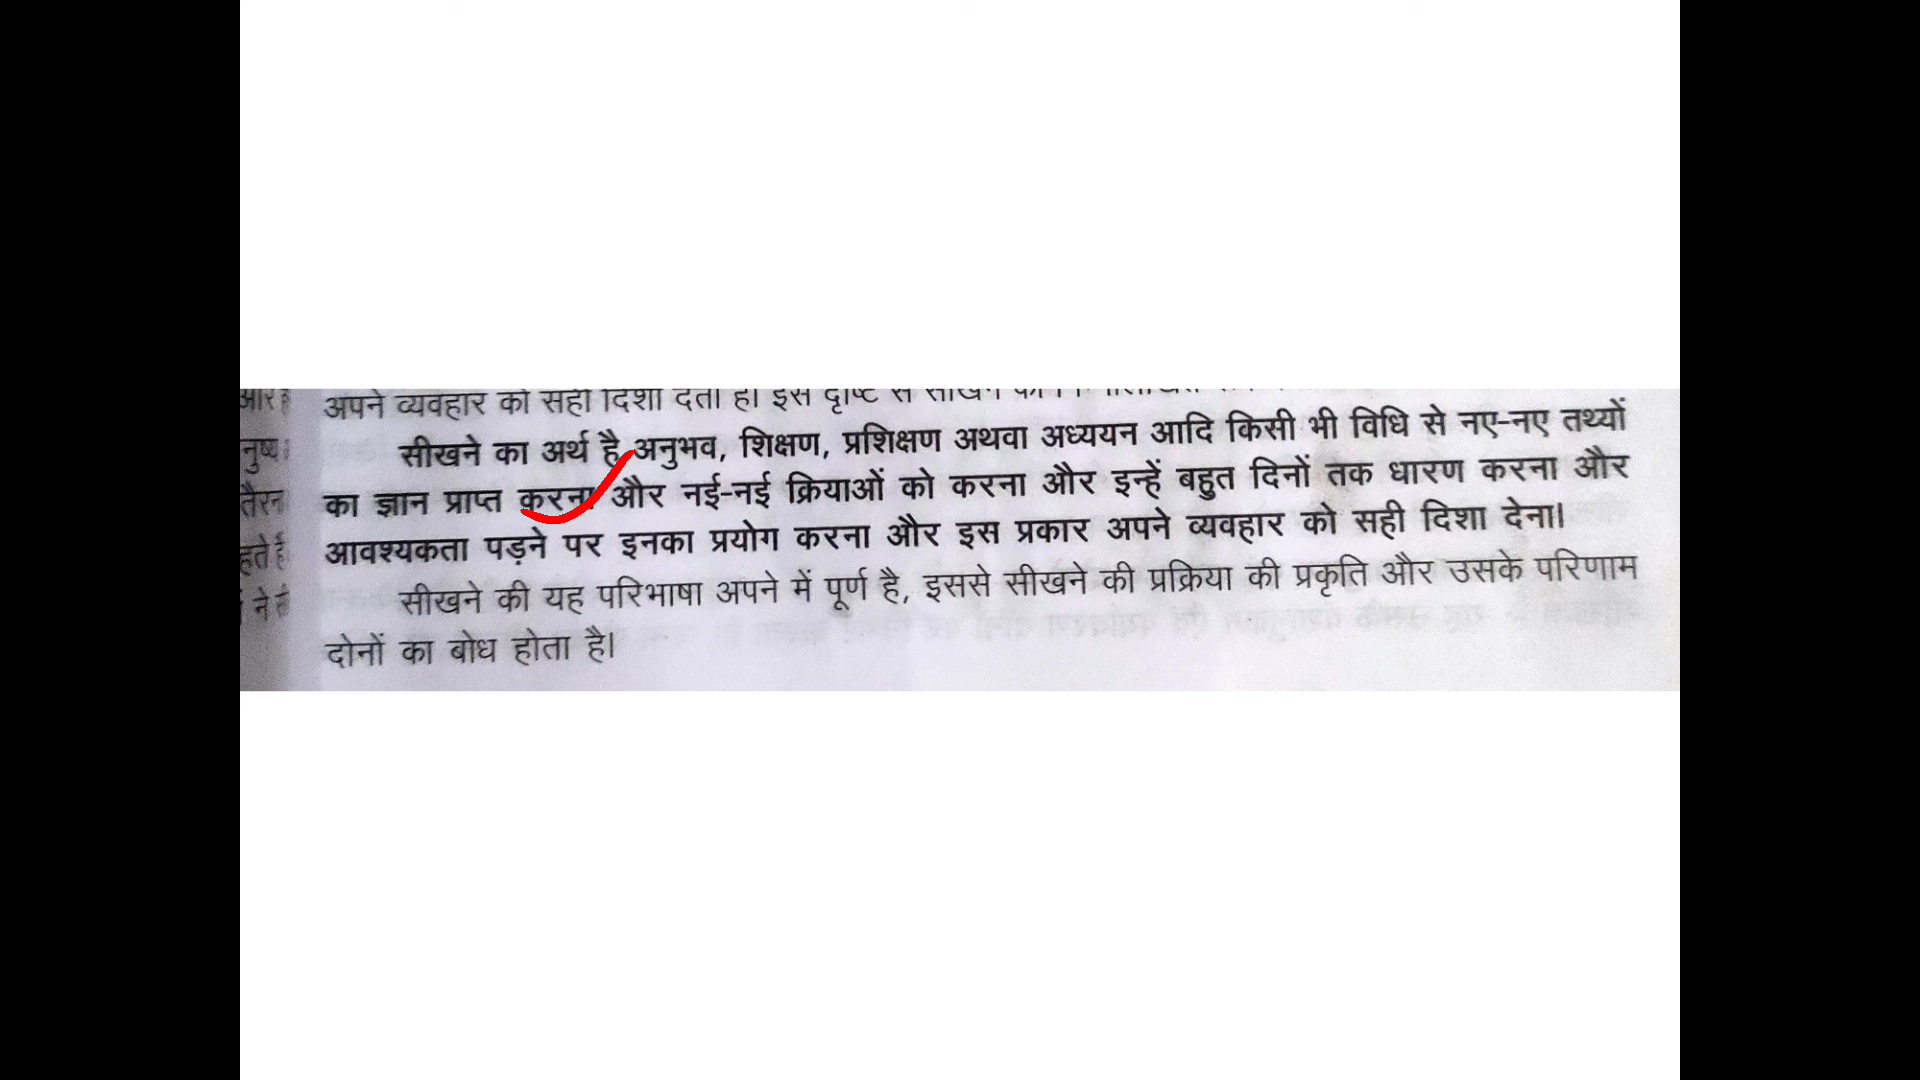 अपने व्यवहार को सही दिशा देता है। इस दृष्टि से सीखने
सीखने का अर्थ है अनुभव, शिक्षण, प्रशिक्षण अथवा अध्ययन आदि किसी भी विधि से नए-नए तथ्यों
का ज्ञान प्राप्त करना और नई-नई क्रियाओं को करना और इन्हें बहुत दिनों तक धारण करना और
आवश्यकता पड़ने पर इनका प्रयोग करना और इस प्रकार अपने व्यवहार को सही दिशा देना।
सीखने की यह परिभाषा अपने में पूर्ण है, इससे सीखने की प्रक्रिया की प्रकृति और उसके परिणाम
दोनों का बोध होता है।